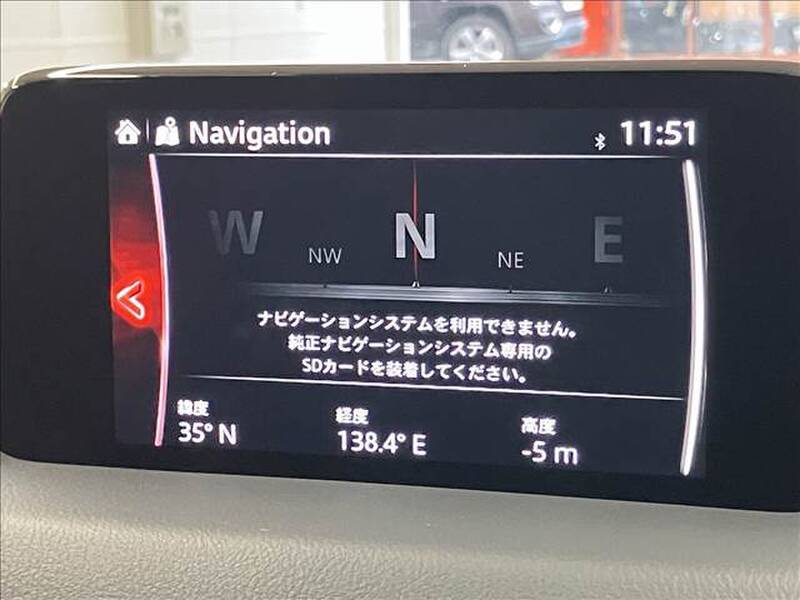 Navigation
11:51
W NW N NE E
ナビゲーションシステムを利用できません。
純正ナビゲーションシステム専用の
SDカードを装着してください。
緯度 経度 高度
35° N 138.4° E -5 m